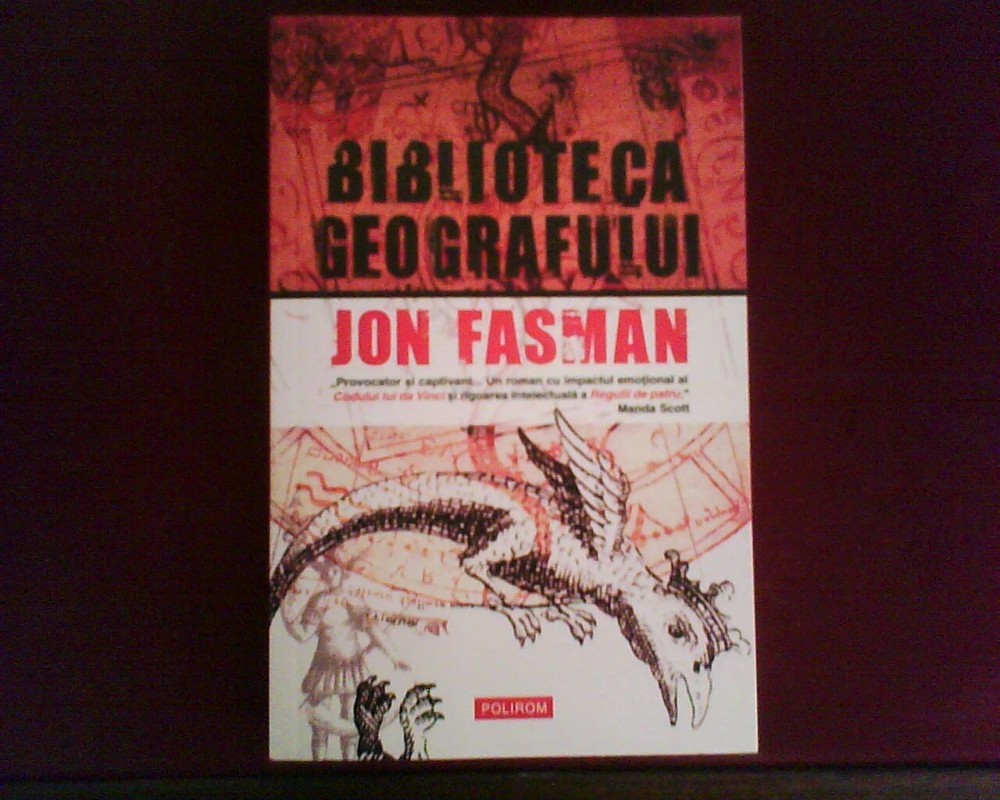 BIBLIOTECA
GEOGRAFULUI
JON FASMAN
„Provocator și captivant... Un roman cu impactul emoțional al
Codului lui da Vinci și rigoarea intelectuală a Regulii de patru."
Manda Scott
POLIROM